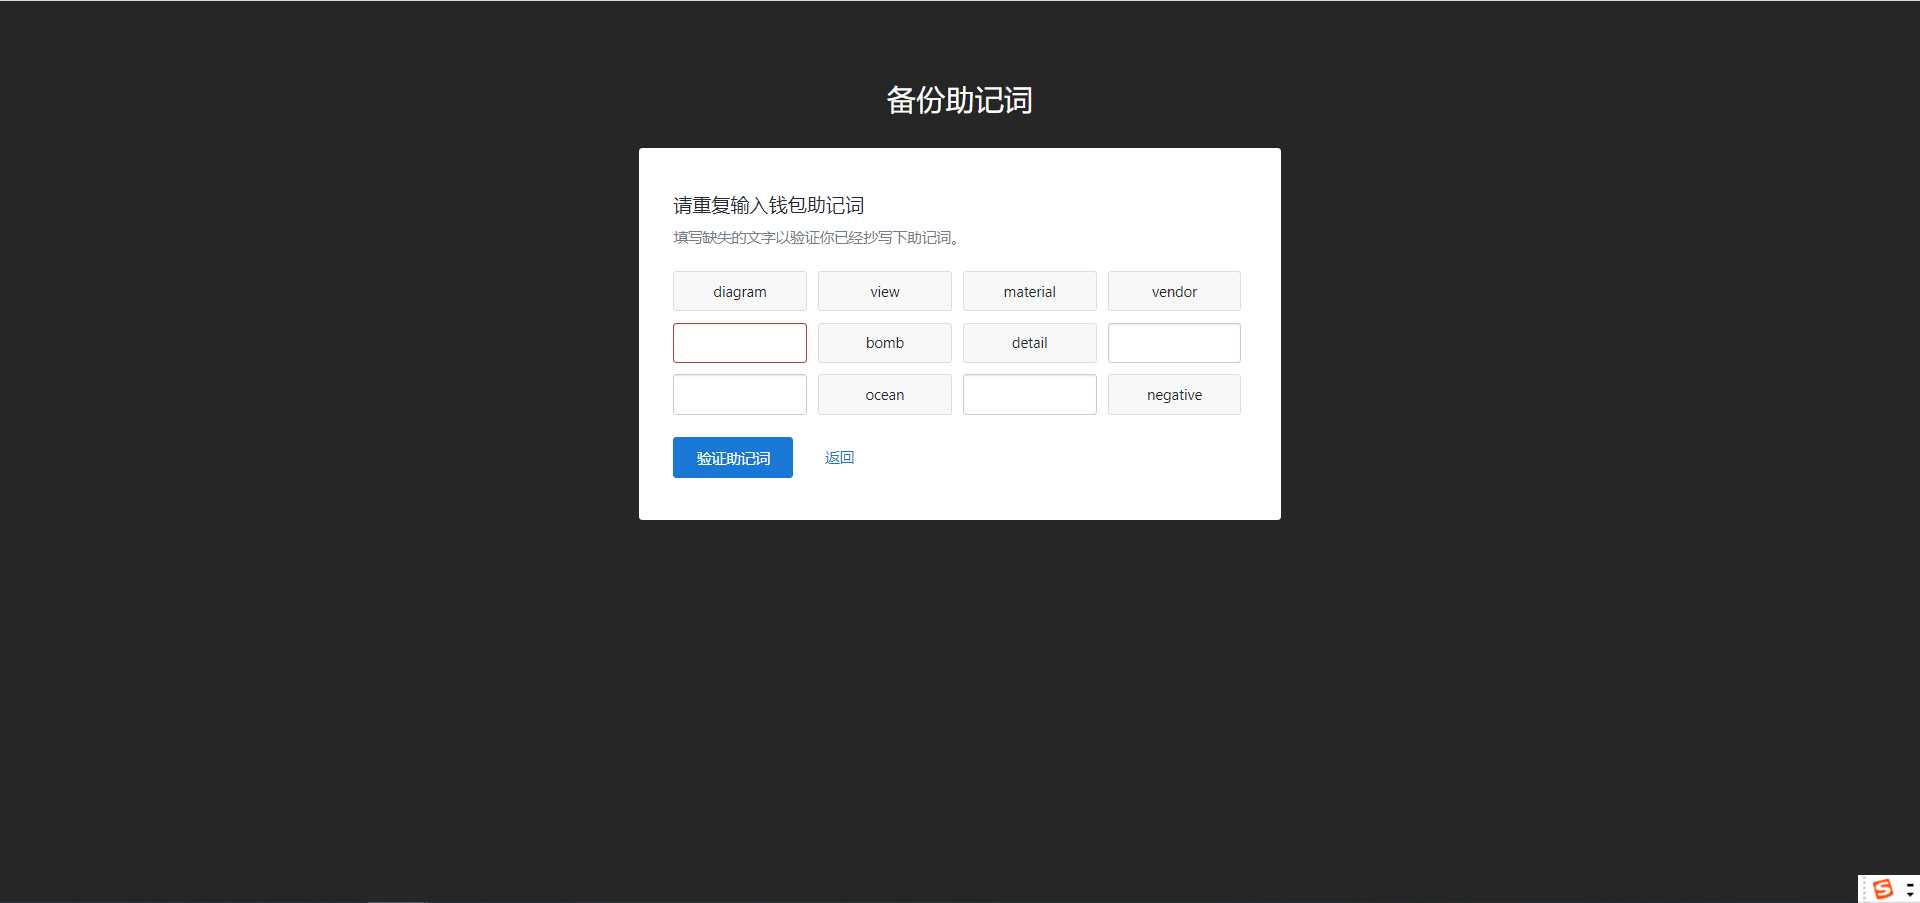 备份助记词
请重复输入钱包助记词
填写缺失的文字以验证你已经抄写下助记词。
diagram view material vendor
bomb detail
ocean negative
验证助记词 返回